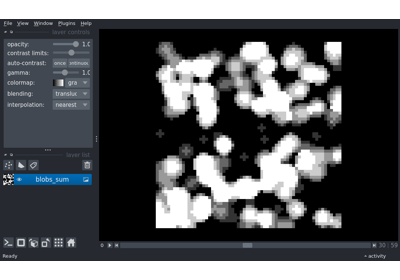 File View Window Plugins Help
layer controls
opacity: 1.0
contrast limits:
auto-contrast: once
gamma: 1.0
colormap: gra
blending: translu
interpolation: nearest
layer list
blobs_sum
0 30 59
Ready activity